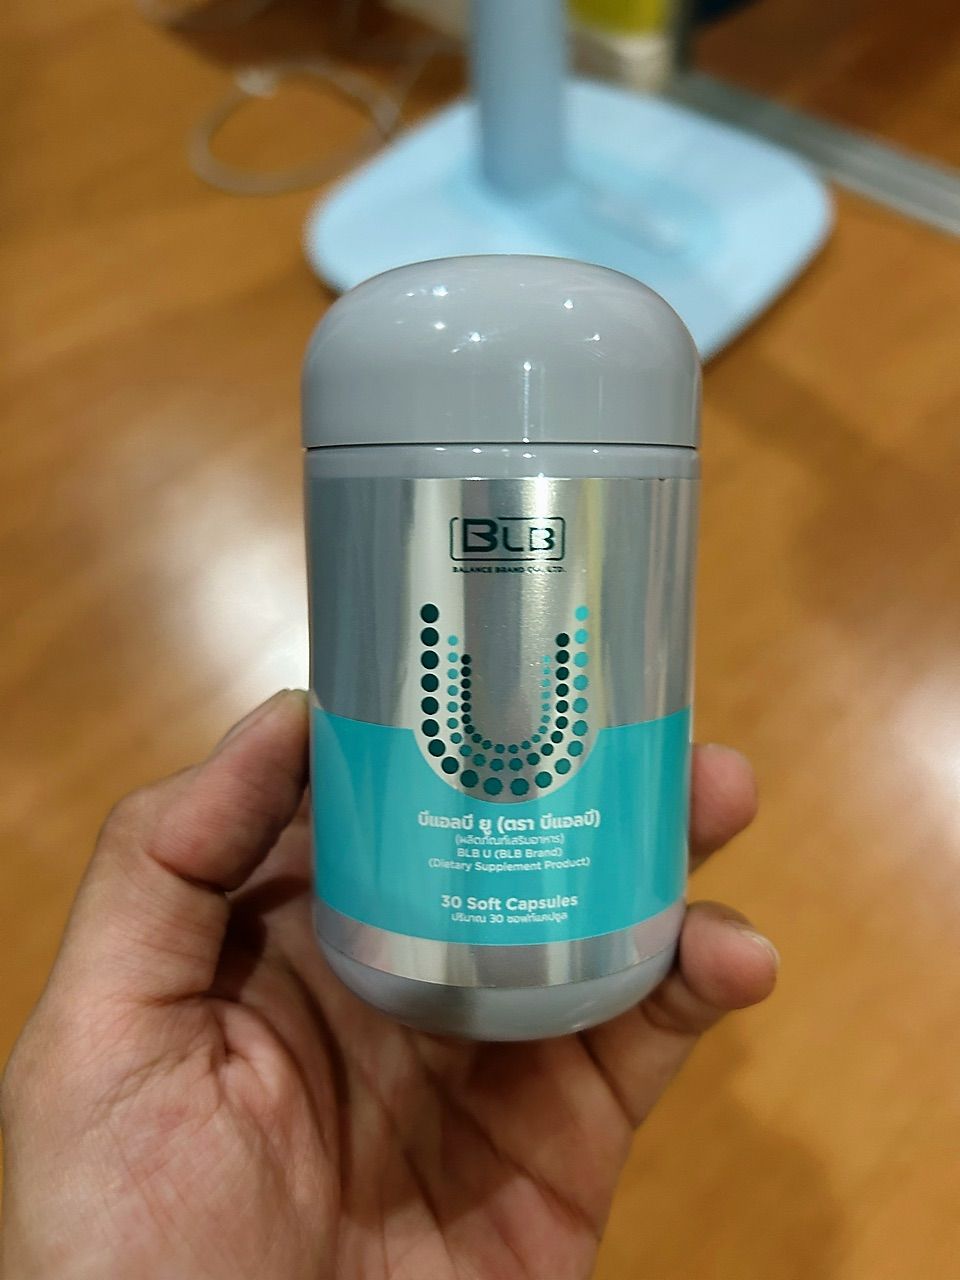 BLB
BALANCE BRAND CO., LTD.
บีแอลบี ยู (ตรา บีแอลบี)
(ผลิตภัณฑ์เสริมอาหาร)
BLB U (BLB Brand)
(Dietary Supplement Product)
30 Soft Capsules
ปริมาณ 30 ซอฟท์แคปซูล